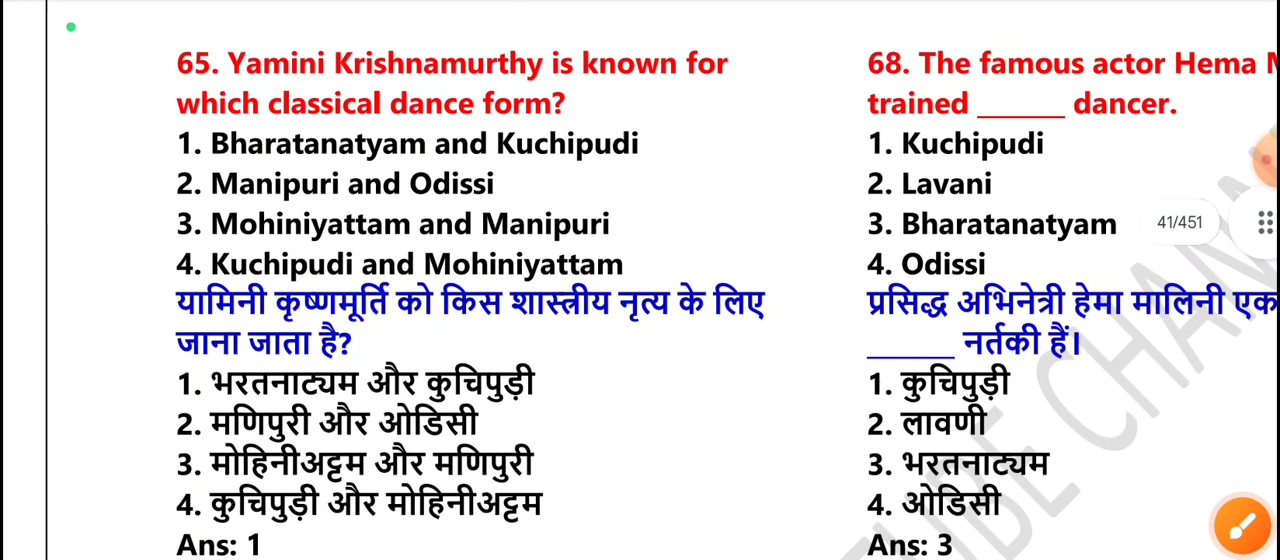 65. Yamini Krishnamurthy is known for
which classical dance form?
1. Bharatanatyam and Kuchipudi
2. Manipuri and Odissi
3. Mohiniyattam and Manipuri
4. Kuchipudi and Mohiniyattam
यामिनी कृष्णमूर्ति को किस शास्त्रीय नृत्य के लिए
जाना जाता है?
1. भरतनाट्यम और कुचिपुड़ी
2. मणिपुरी और ओडिसी
3. मोहिनीअट्टम और मणिपुरी
4. कुचिपुड़ी और मोहिनीअट्टम
Ans: 1
68. The famous actor Hema
trained ______ dancer.
1. Kuchipudi
2. Lavani
3. Bharatanatyam
4. Odissi
प्रसिद्ध अभिनेत्री हेमा मालिनी एक
______ नर्तकी हैं।
1. कुचिपुड़ी
2. लावणी
3. भरतनाट्यम
4. ओडिसी
Ans: 3
41/451